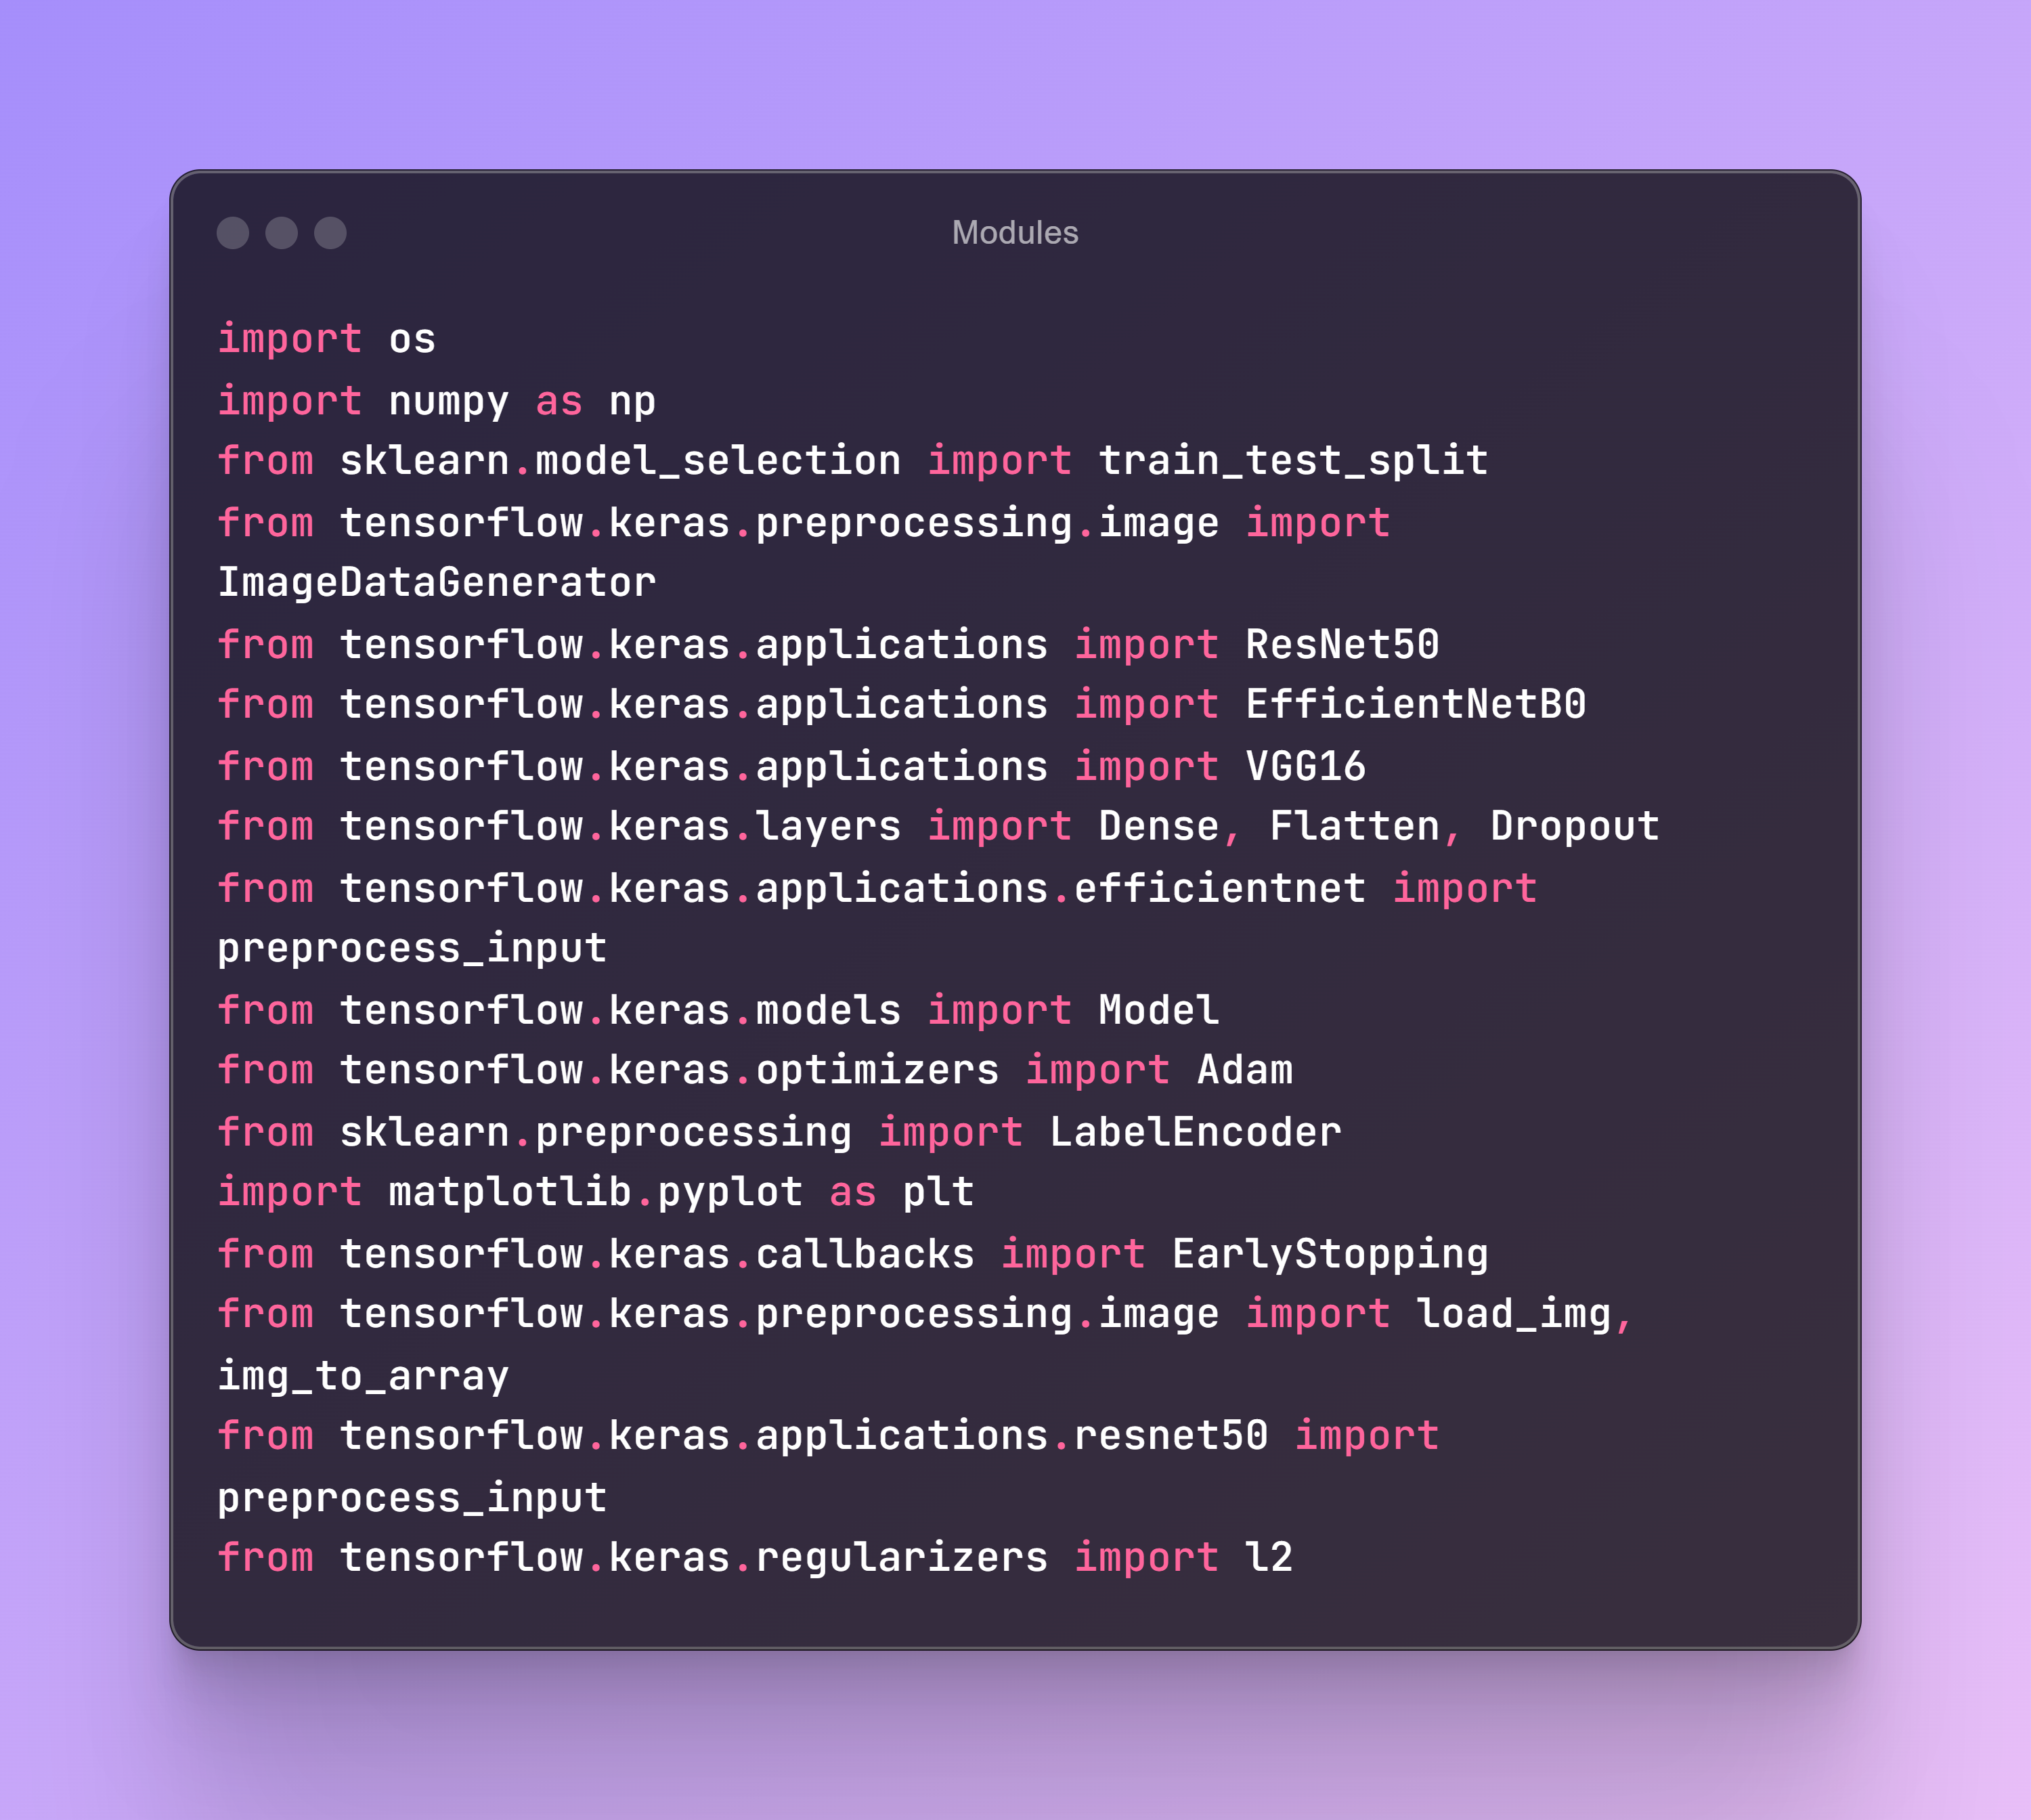 Modules
import os
import numpy as np
from sklearn.model_selection import train_test_split
from tensorflow.keras.preprocessing.image import
ImageDataGenerator
from tensorflow.keras.applications import ResNet50
from tensorflow.keras.applications import EfficientNetB0
from tensorflow.keras.applications import VGG16
from tensorflow.keras.layers import Dense, Flatten, Dropout
from tensorflow.keras.applications.efficientnet import
preprocess_input
from tensorflow.keras.models import Model
from tensorflow.keras.optimizers import Adam
from sklearn.preprocessing import LabelEncoder
import matplotlib.pyplot as plt
from tensorflow.keras.callbacks import EarlyStopping
from tensorflow.keras.preprocessing.image import load_img,
img_to_array
from tensorflow.keras.applications.resnet50 import
preprocess_input
from tensorflow.keras.regularizers import l2